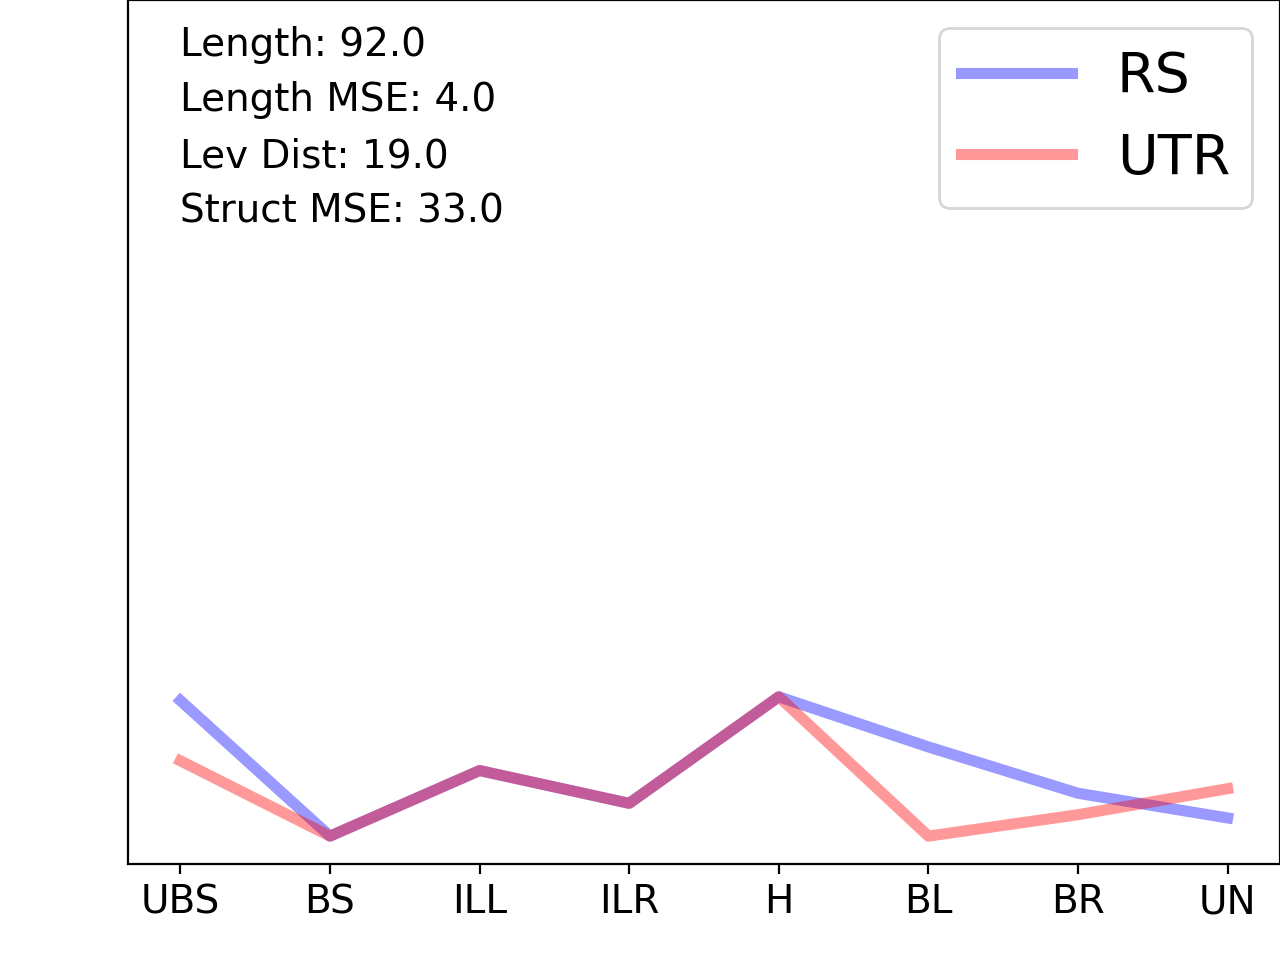 Length: 92.0
Length MSE: 4.0
Lev Dist: 19.0
Struct MSE: 33.0
RS
UTR
UBS BS ILL ILR H BL BR UN